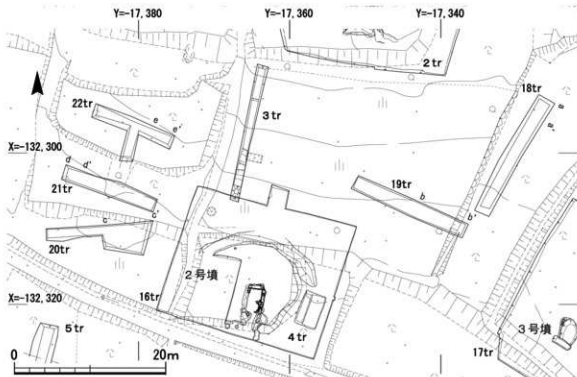 Y=-17,380
Y=-17,360
Y=-17,340
2tr
18tr
22tr
e
e'
3tr
X=-132,300
d
d'
21tr
c
c'
19tr
b
b'
20tr
2号墳
X=-132,320
16tr
4tr
3号墳
5tr
17tr
0
20m